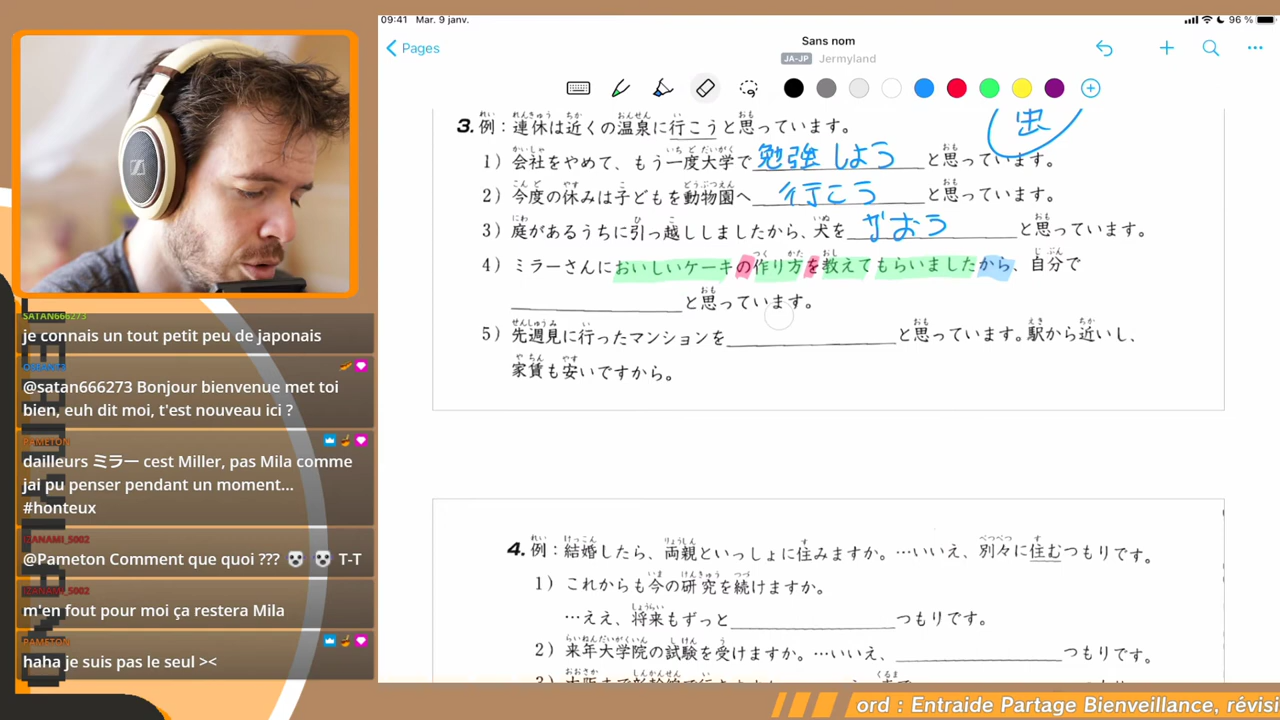 09:41 Mar. 9 janv.
96 %
Pages
Sans nom
JA-JP Jermyland
3. 例：連休は近くの温泉に行こうと思っています。
1）会社をやめて、もう一度大学で 勉強しよう と思っています。
2）今度の休みは子どもを動物園へ 行こう と思っています。
3）庭があるうちに引っ越ししましたから、犬を と思っています。
4）ミラーさんにおいしいケーキの作り方を教えてもらいましたから、自分で
と思っています。
5）先週見に行ったマンションを と思っています。駅から近いし、
家賃も安いですから。
4. 例：結婚したら、両親といっしょに住みますか。…いいえ、別々に住むつもりです。
1）これからも今の研究を続けますか。
…ええ、将来もずっと つもりです。
2）来年大学院の試験を受けますか。…いいえ、 つもりです。
SATAN666273
je connais un tout petit peu de japonais
@satan666273 Bonjour bienvenue met toi
bien, euh dit moi, t'est nouveau ici ?
PAMETON
dailleurs ミラー cest Miller, pas Mila comme
jai pu penser pendant un moment...
#honteux
@Pameton Comment que quoi ??? 💀 💀 T-T
m'en fout pour moi ça restera Mila
PAMETON
haha je suis pas le seul ><
ord : Entraide Partage Bienveillance, révisi